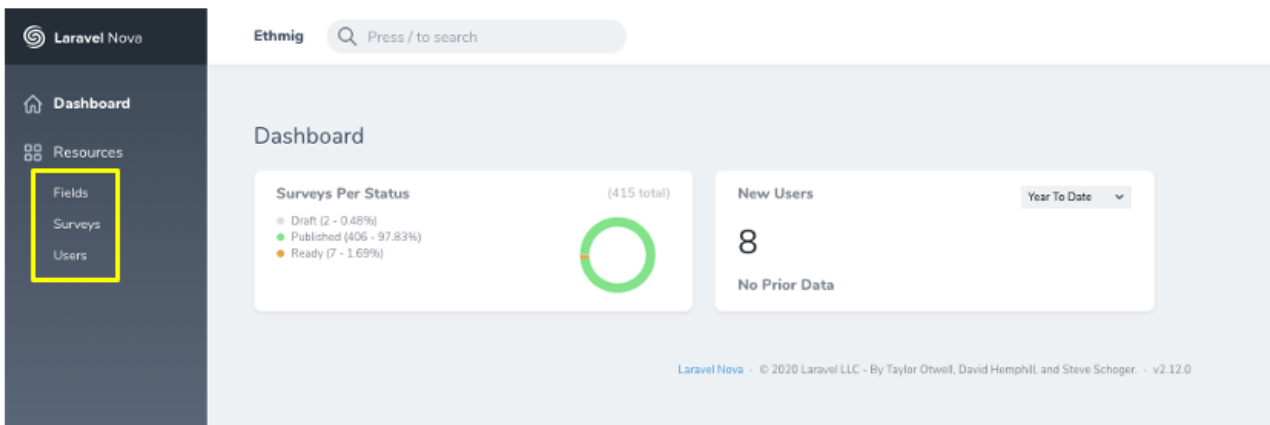 Laravel Nova
Ethmig
Press / to search
Dashboard
Resources
Fields
Surveys
Users
Dashboard
Surveys Per Status
(415 total)
Draft (2 - 0.48%)
Published (406 - 97.83%)
Ready (7 - 1.69%)
New Users
Year To Date
8
No Prior Data
Laravel Nova · © 2020 Laravel LLC - By Taylor Otwell, David Hemphill, and Steve Schoger. · v2.12.0